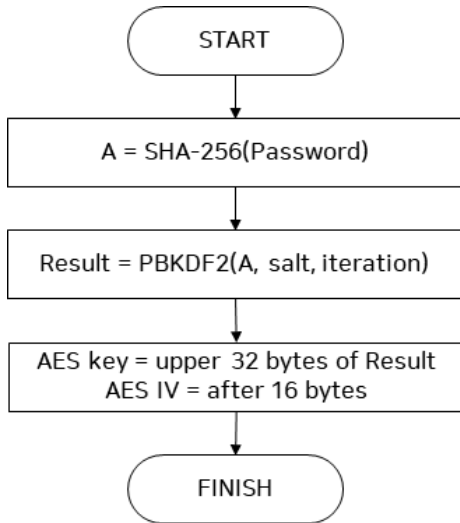 START
A = SHA-256(Password)
Result = PBKDF2(A, salt, iteration)
AES key = upper 32 bytes of Result
AES IV = after 16 bytes
FINISH